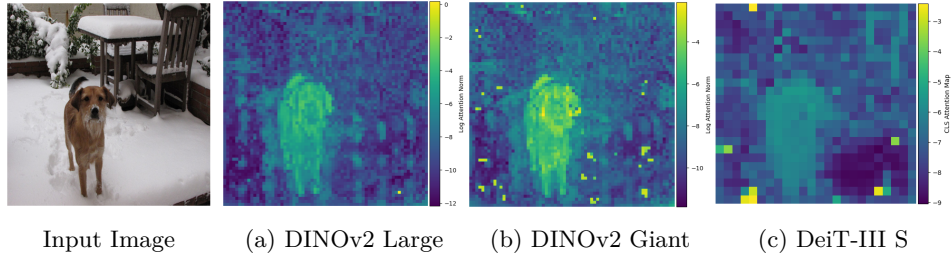 0
−2
−4
−6
−8
−10
−12
Log Attention Norm
−4
−6
−8
−10
Log Attention Norm
−3
−4
−5
−6
−7
−8
−9
CLS Attention Map
Input Image
(a) DINOv2 Large
(b) DINOv2 Giant
(c) DeiT-III S